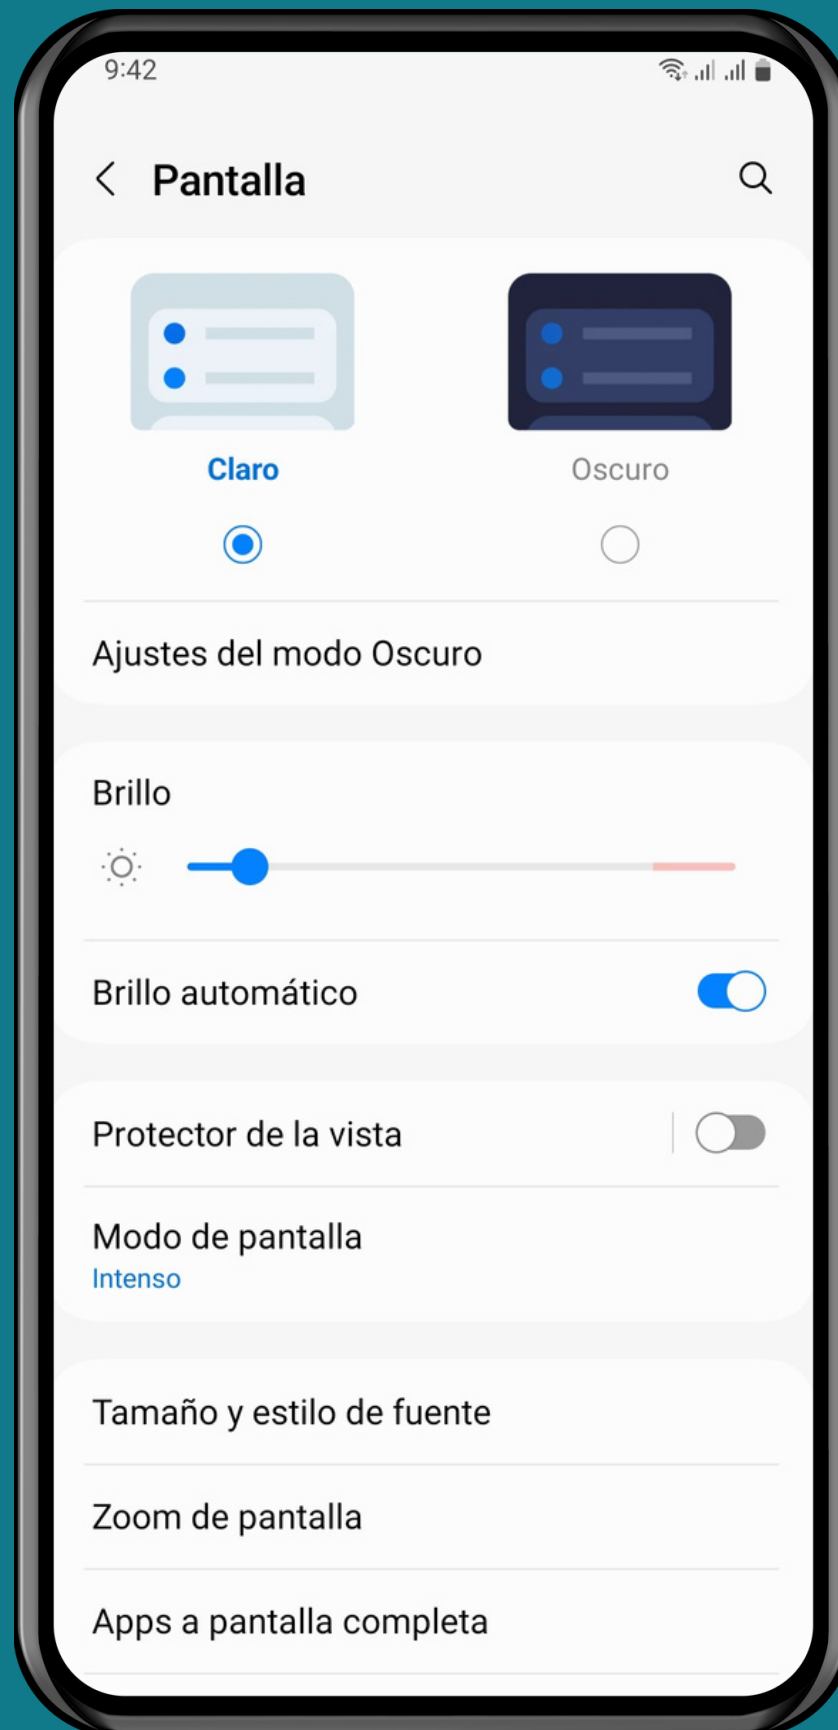 9:42
Pantalla
Claro Oscuro
Ajustes del modo Oscuro
Brillo
Brillo automático
Protector de la vista
Modo de pantalla
Intenso
Tamaño y estilo de fuente
Zoom de pantalla
Apps a pantalla completa